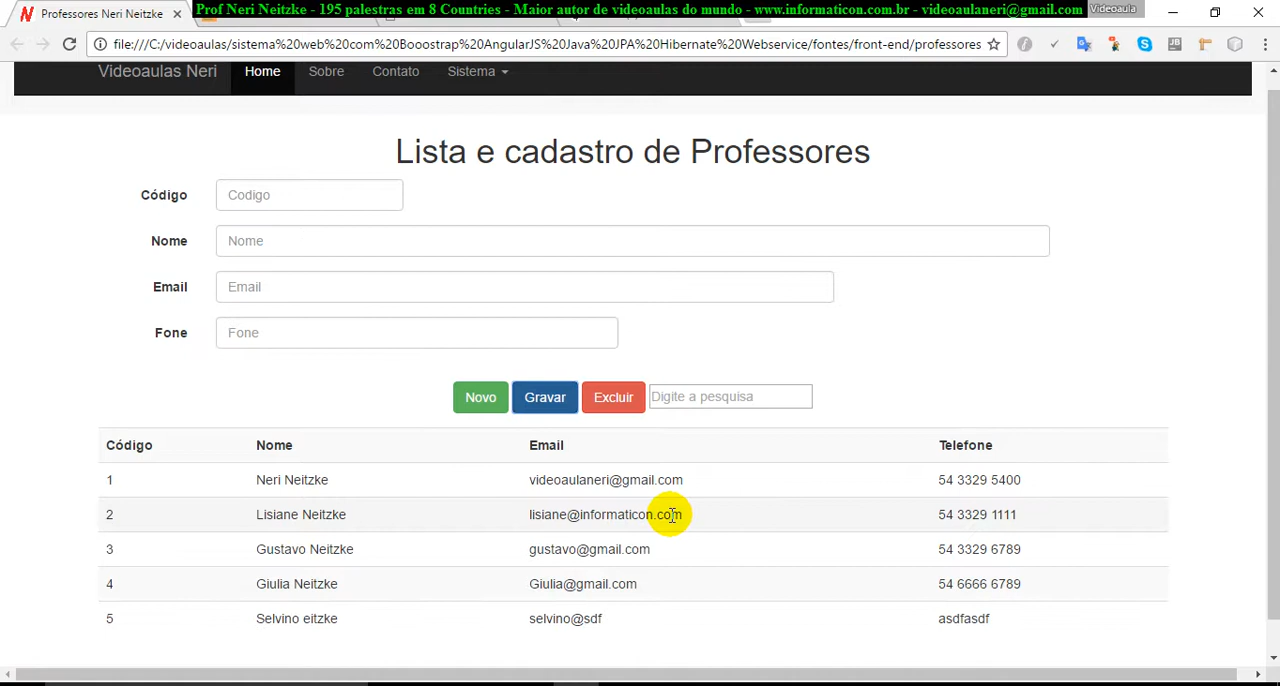 Professores Neri Neitzke
Prof Neri Neitzke - 195 palestras em 8 Countries - Maior autor de videoaulas do mundo - www.informaticon.com.br - videoaulaneri@gmail.com
Videoaula
file:///C:/videoaulas/sistema%20web%20com%20Booostrap%20AngularJS%20Java%20JPA%20Hibernate%20Webservice/fontes/front-end/professores
Videoaulas Neri Home Sobre Contato Sistema
Lista e cadastro de Professores
Código Codigo
Nome Nome
Email Email
Fone Fone
Novo Gravar Excluir Digite a pesquisa
Código Nome Email Telefone
1 Neri Neitzke videoaulaneri@gmail.com 54 3329 5400
2 Lisiane Neitzke lisiane@informaticon.com 54 3329 1111
3 Gustavo Neitzke gustavo@gmail.com 54 3329 6789
4 Giulia Neitzke Giulia@gmail.com 54 6666 6789
5 Selvino eitzke selvino@sdf asdfasdf